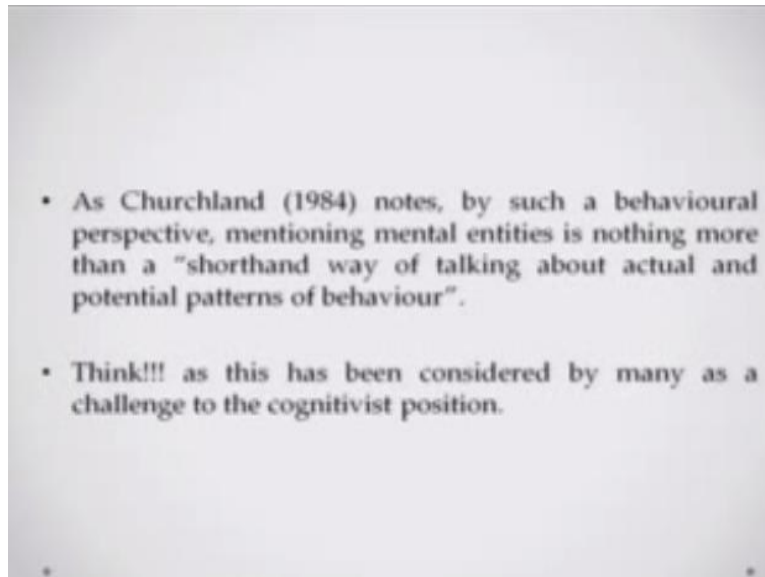 • As Churchland (1984) notes, by such a behavioural
perspective, mentioning mental entities is nothing more
than a "shorthand way of talking about actual and
potential patterns of behaviour".
• Think!!! as this has been considered by many as a
challenge to the cognitivist position.